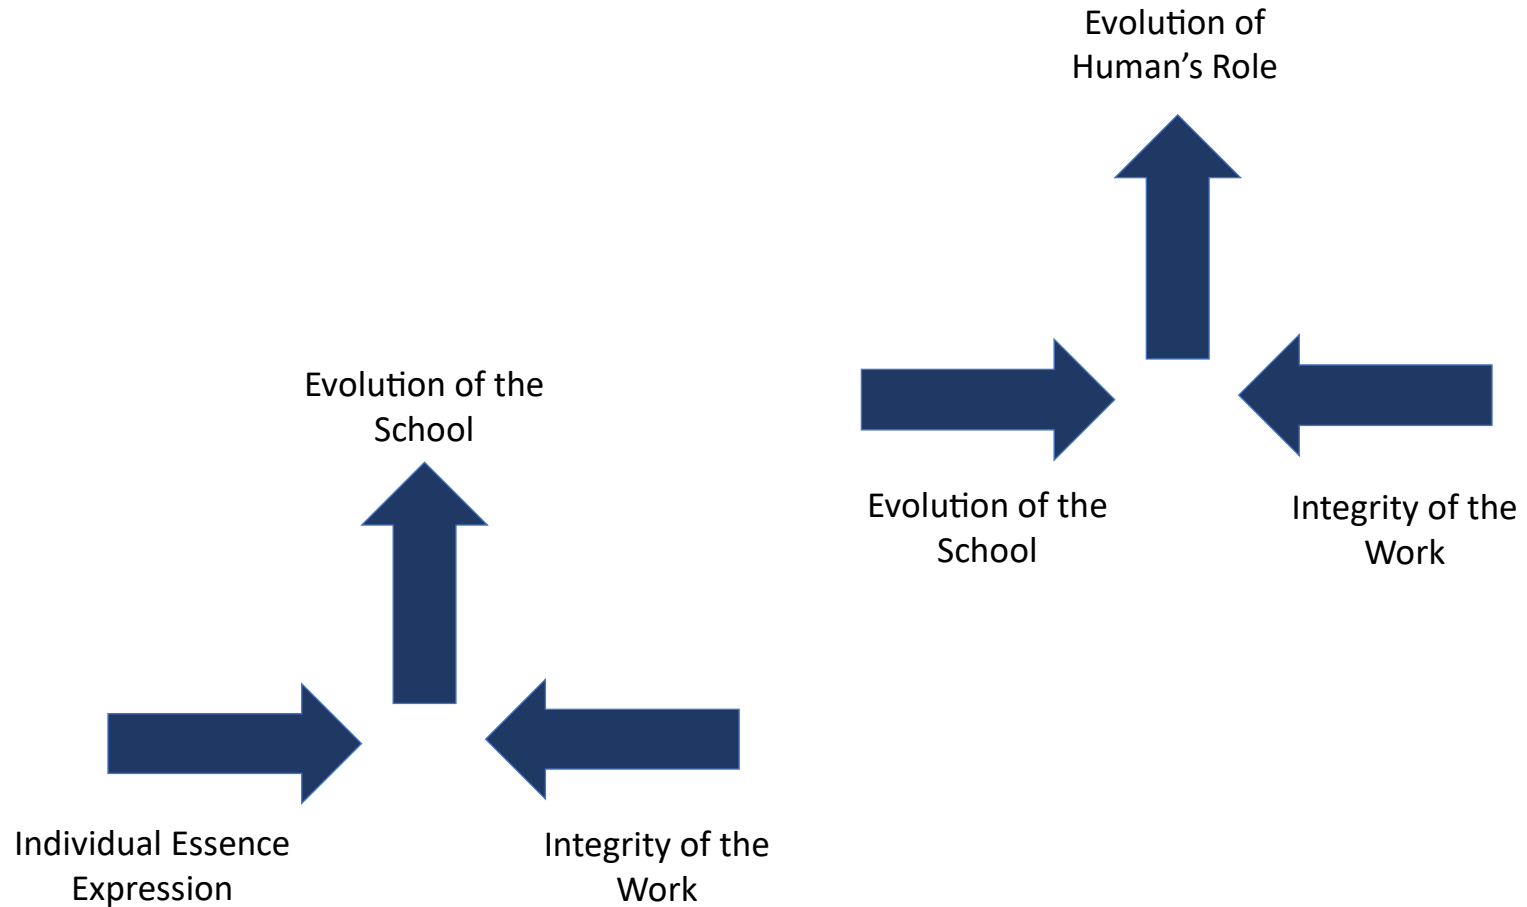 Evolution of
Human’s Role
Evolution of the
School
Evolution of the
School
Integrity of the
Work
Individual Essence
Expression
Integrity of the
Work